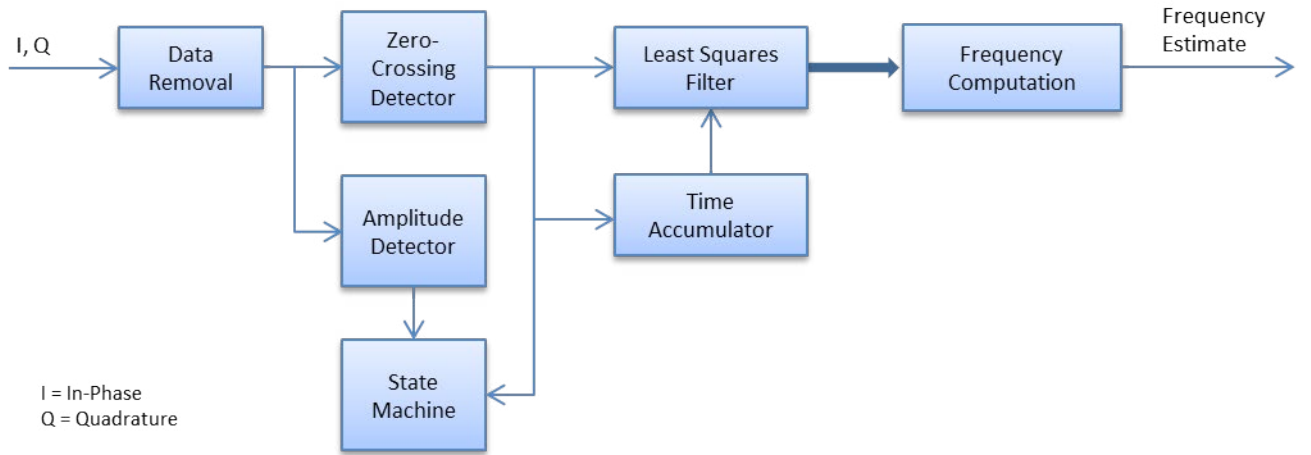 I, Q
Data
Removal
Zero-
Crossing
Detector
Least Squares
Filter
Frequency
Computation
Frequency
Estimate
Amplitude
Detector
Time
Accumulator
State
Machine
I = In-Phase
Q = Quadrature